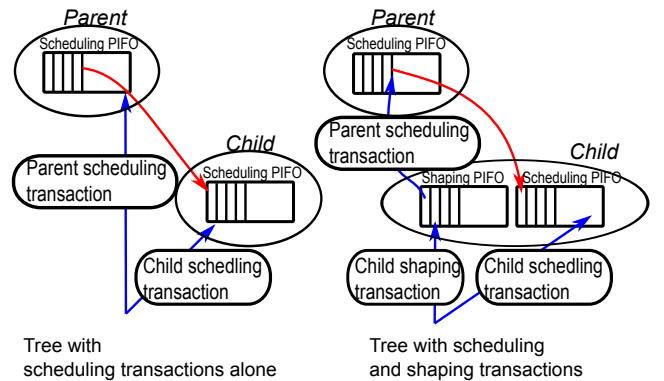 Parent
Scheduling PIFO
Child
Scheduling PIFO
Parent scheduling
transaction
Child schedling
transaction
Tree with
scheduling transactions alone
Parent
Scheduling PIFO
Parent scheduling
transaction
Child
Shaping PIFO
Scheduling PIFO
Child shaping
transaction
Child schedling
transaction
Tree with scheduling
and shaping transactions